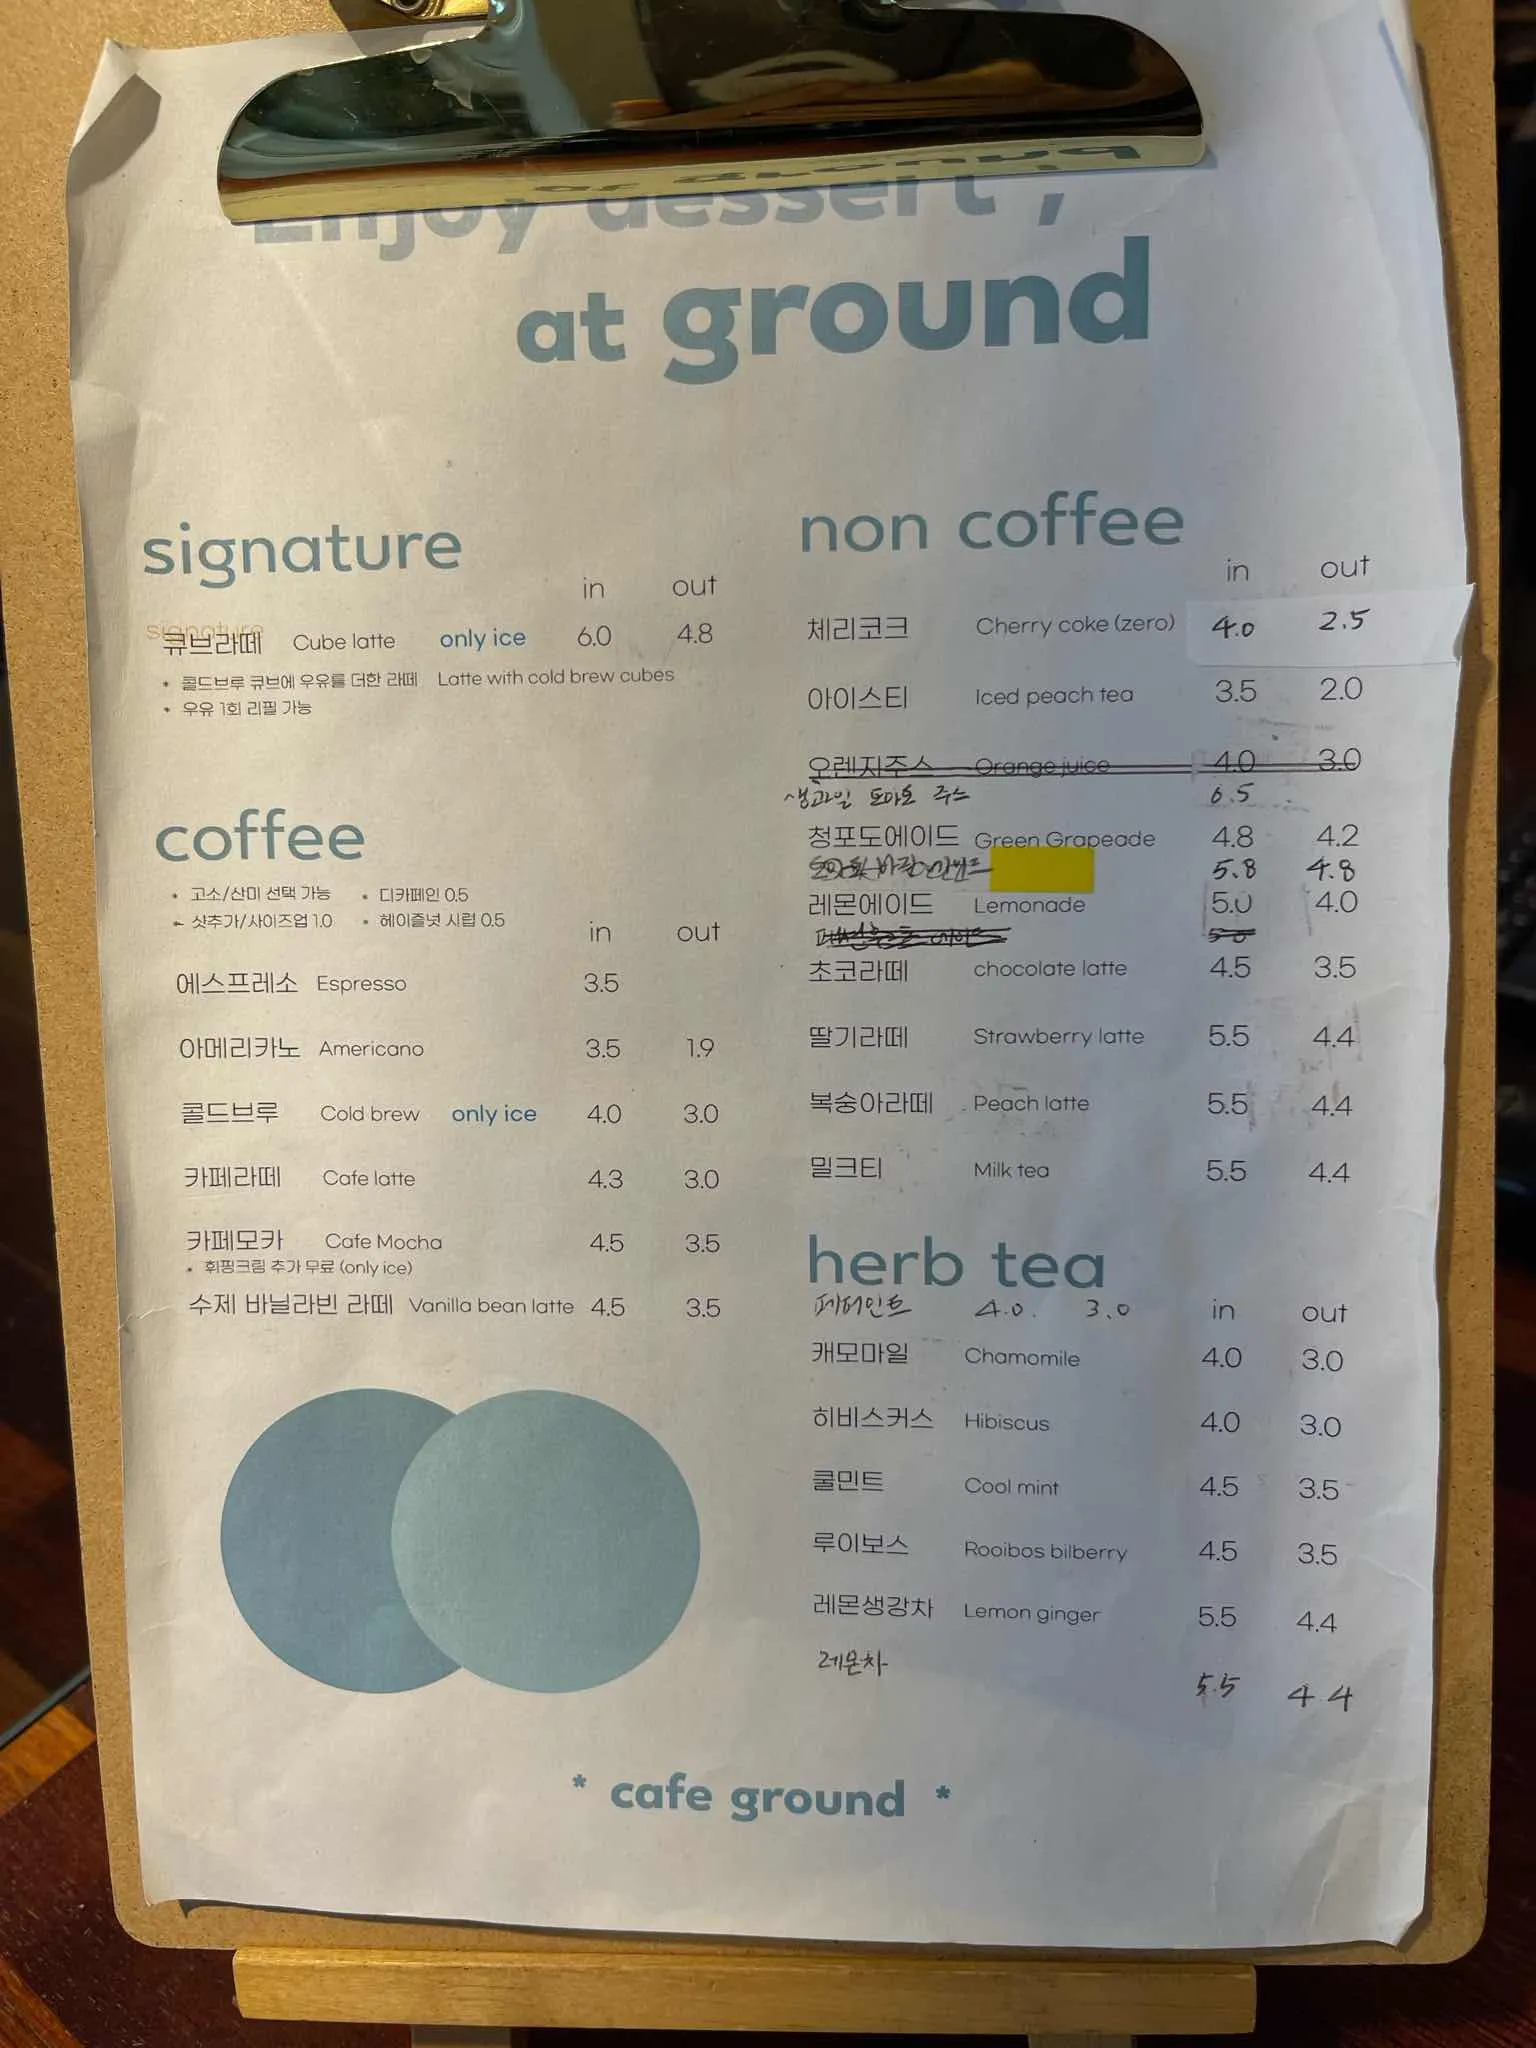 Enjoy dessert,
at ground
signature
in out
signature
큐브라떼 Cube latte only ice 6.0 4.8
* 콜드브루 큐브에 우유를 더한 라떼 Latte with cold brew cubes
* 우유 1회 리필 가능
coffee
* 고소/산미 선택 가능 * 디카페인 0.5
* 샷추가/사이즈업 1.0 * 헤이즐넛 시럽 0.5
in out
에스프레소 Espresso 3.5
아메리카노 Americano 3.5 1.9
콜드브루 Cold brew only ice 4.0 3.0
카페라떼 Cafe latte 4.3 3.0
카페모카 Cafe Mocha 4.5 3.5
* 휘핑크림 추가 무료 (only ice)
수제 바닐라빈 라떼 Vanilla bean latte 4.5 3.5
non coffee
in out
체리코크 Cherry coke (zero) 4.0 2.5
아이스티 Iced peach tea 3.5 2.0
오렌지주스 Orange juice 4.0 3.0
생과일 토마토 주스 6.5
청포도에이드 Green Grapeade 4.8 4.2
5.8 4.8
레몬에이드 Lemonade 5.0 4.0
에이드 5.0
초코라떼 chocolate latte 4.5 3.5
딸기라떼 Strawberry latte 5.5 4.4
복숭아라떼 Peach latte 5.5 4.4
밀크티 Milk tea 5.5 4.4
herb tea
페퍼민트 4.0. 3.0
in out
캐모마일 Chamomile 4.0 3.0
히비스커스 Hibiscus 4.0 3.0
쿨민트 Cool mint 4.5 3.5
루이보스 Rooibos bilberry 4.5 3.5
레몬생강차 Lemon ginger 5.5 4.4
레몬차 5.5 4.4
* cafe ground *